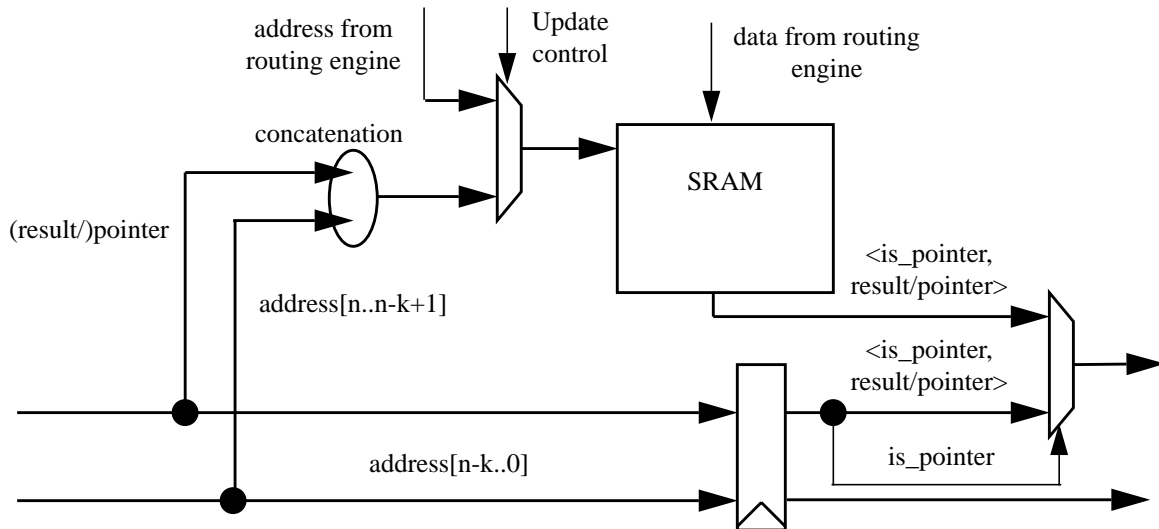 address from
routing engine
Update
control
data from routing
engine
concatenation
SRAM
(result/)pointer
<is_pointer,
result/pointer>
address[n..n-k+1]
<is_pointer,
result/pointer>
address[n-k..0]
is_pointer